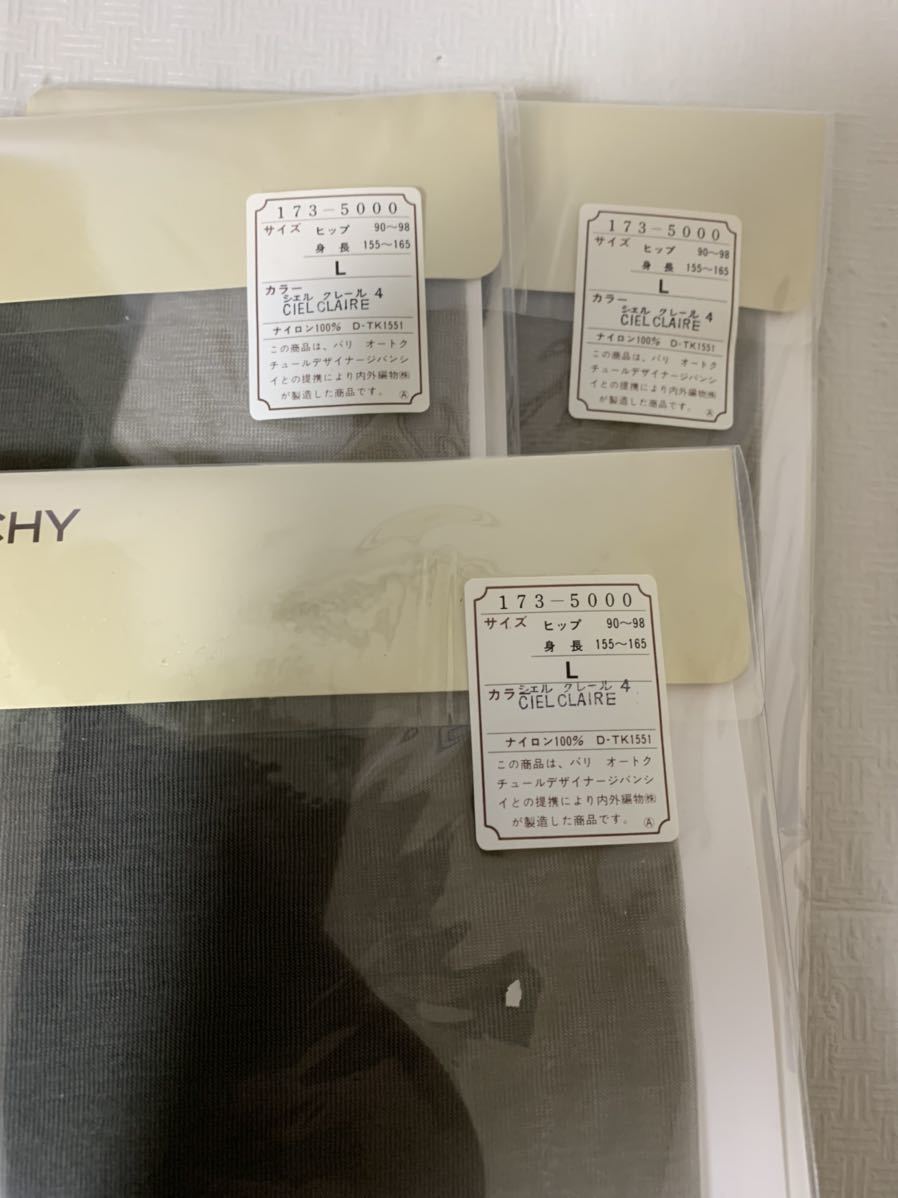 173-5000
サイズ ヒップ 90～98
身長 155～165
L
カラー
シェル クレール 4
CIEL CLAIRE
ナイロン100% D-TK1551
この商品は、パリ オートク
チュールデザイナージバンシ
イとの提携により内外編物㈱
が製造した商品です。 Ⓐ
173-5000
サイズ ヒップ 90～98
身長 155～165
L
カラー
シェル クレール 4
CIEL CLAIRE
ナイロン100% D-TK1551
この商品は、パリ オートク
チュールデザイナージバンシ
イとの提携により内外編物㈱
が製造した商品です。 Ⓐ
CHY
173-5000
サイズ ヒップ 90～98
身長 155～165
L
カラー シェル クレール 4
CIEL CLAIRE
ナイロン100% D-TK1551
この商品は、パリ オートク
チュールデザイナージバンシ
イとの提携により内外編物㈱
が製造した商品です。 Ⓐ